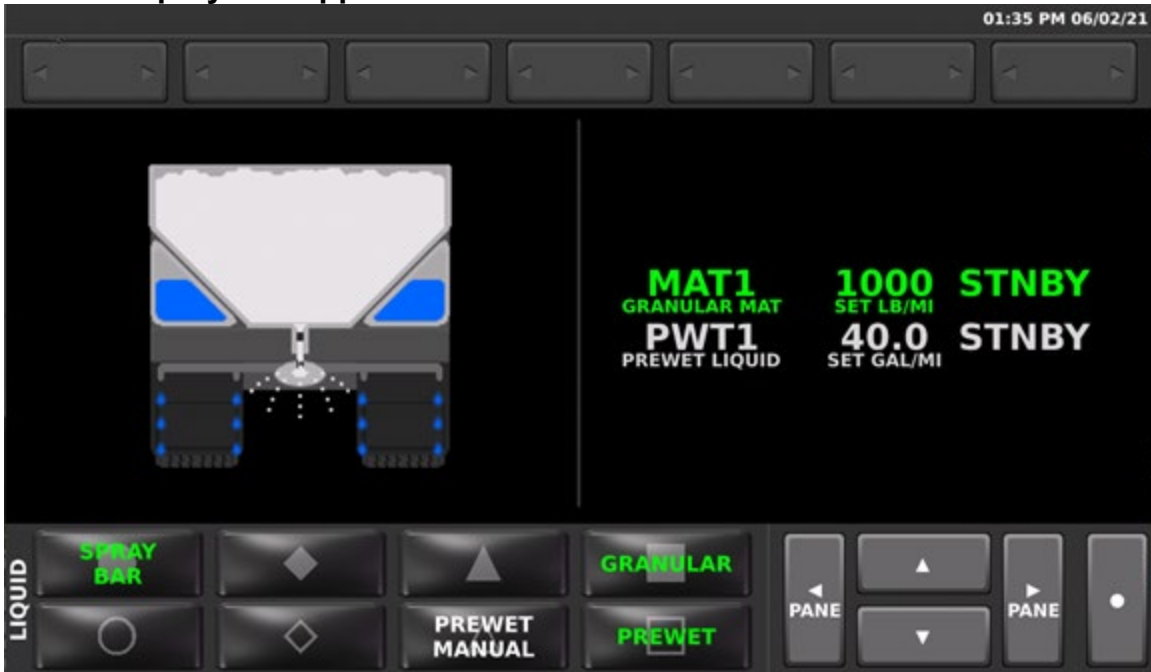 01:35 PM 06/02/21
MAT1 1000 STNBY
GRANULAR MAT SET LB/MI
PWT1 40.0 STNBY
PREWET LIQUID SET GAL/MI
LIQUID
SPRAY
BAR
GRANULAR
PREWET
MANUAL
PREWET
PANE
PANE